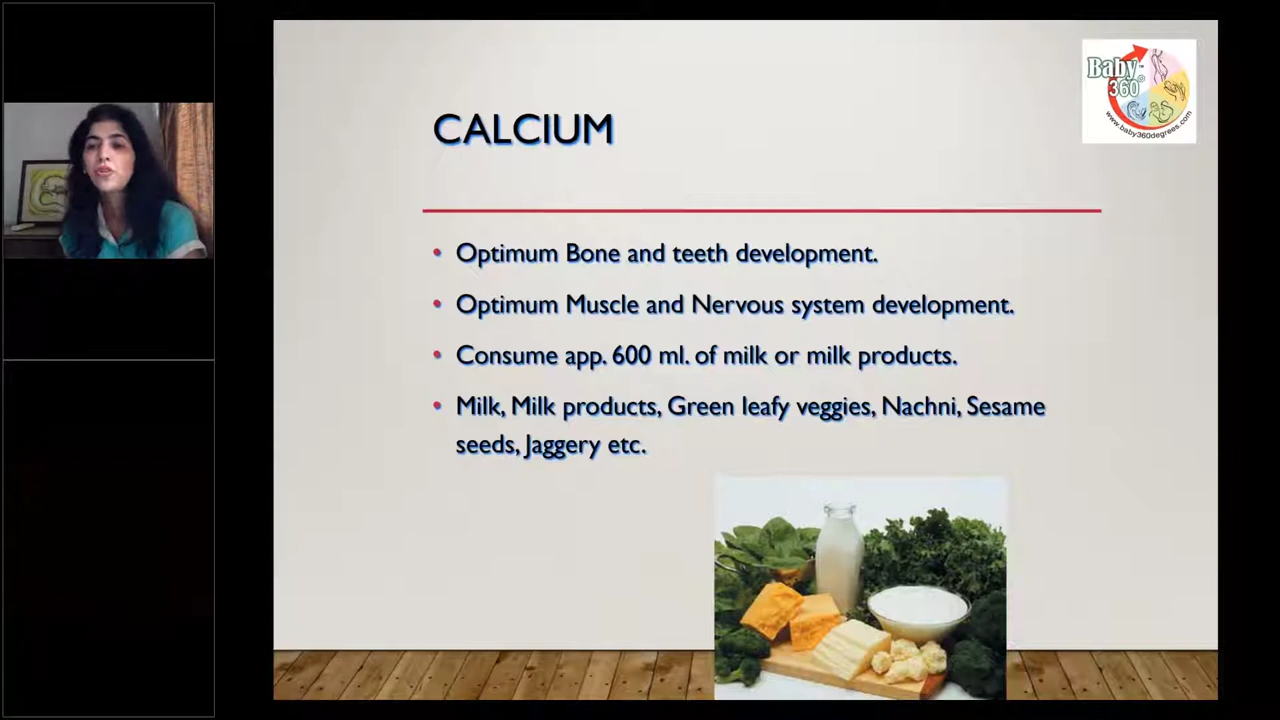 Baby
360°
www.baby360degrees.com
CALCIUM
• Optimum Bone and teeth development.
• Optimum Muscle and Nervous system development.
• Consume app. 600 ml. of milk or milk products.
• Milk, Milk products, Green leafy veggies, Nachni, Sesame
seeds, Jaggery etc.